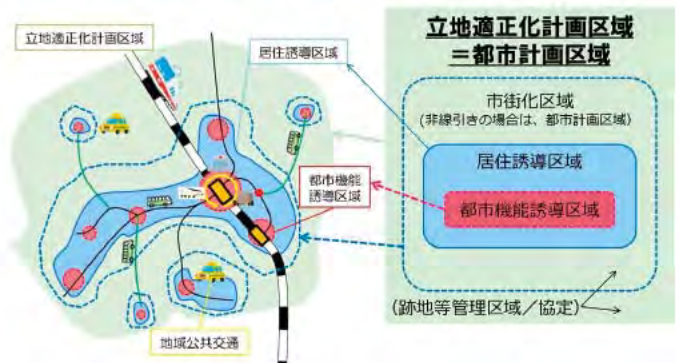 立地適正化計画区域
居住誘導区域
都市機能
誘導区域
地域公共交通
立地適正化計画区域
＝都市計画区域
市街化区域
(非線引きの場合は、都市計画区域)
居住誘導区域
都市機能誘導区域
(跡地等管理区域／協定)